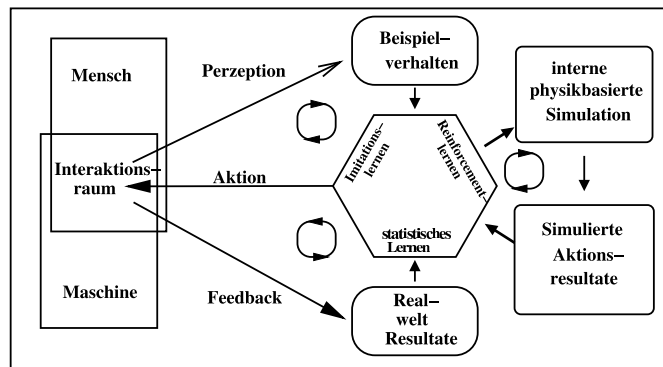 Mensch
Interaktions–
raum
Maschine
Perzeption
Aktion
Feedback
Beispiel–
verhalten
Imitations–
lernen
Reinforcement–
lernen
statistisches
Lernen
Real–
welt
Resultate
interne
physikbasierte
Simulation
Simulierte
Aktions–
resultate